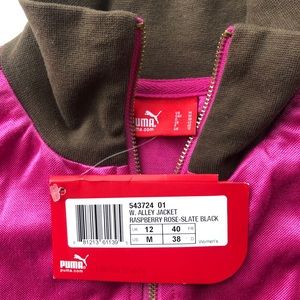 PUMA
puma.com
543724 01
W. ALLEY JACKET
RASPBERRY ROSE-SLATE BLACK
UK 12 40 FR
US M 38 D Women's
PUMA
puma.com